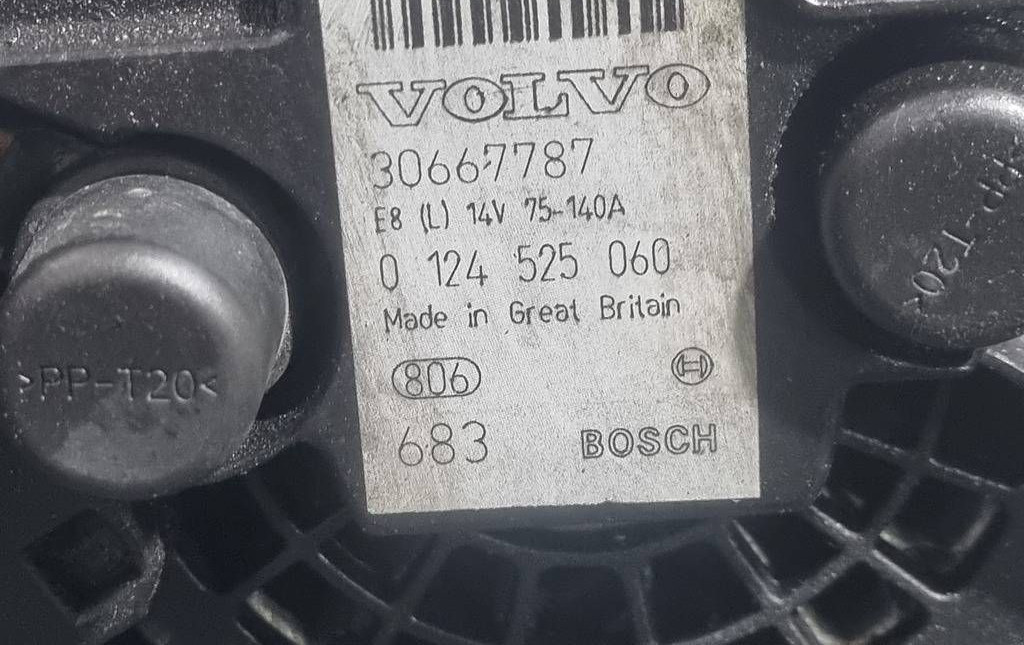 VOLVO
30667787
E8 (L) 14V 75-140A
0 124 525 060
Made in Great Britain
806
683 BOSCH
>PP-T20<
>PP-T20<